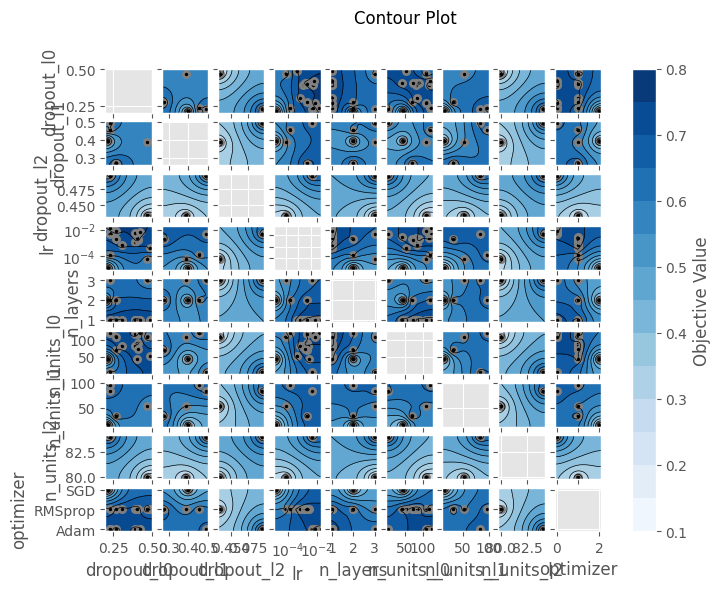 Contour Plot
0.50
0.25
dropout_l0
0.5
0.4
0.3
dropout_l1
0.475
0.450
dropout_l2
10⁻²
10⁻⁴
lr
3
2
1
n_layers
100
50
n_units_l0
100
50
n_units_l1
82.5
80.0
n_units_l2
SGD
RMSprop
Adam
optimizer
0.25 0.50 0.3 0.4 0.5 0.450 0.475 10⁻⁴ 10⁻² 1 2 3 50 100 50 100 80.0 82.5 0 2
dropout_l0 dropout_l1 dropout_l2 lr n_layers n_units_l0 n_units_l1 n_units_l2 optimizer
0.8
0.7
0.6
0.5
0.4
0.3
0.2
0.1
Objective Value